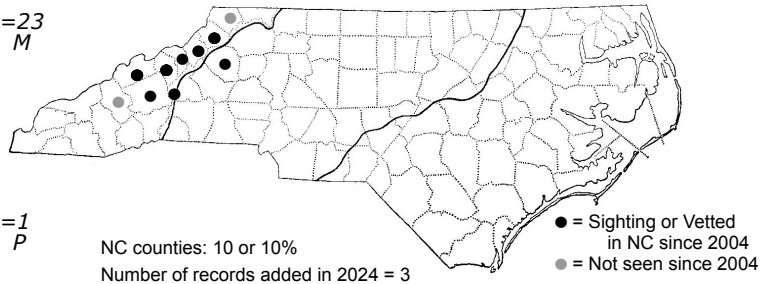 =23
M
=1
P
NC counties: 10 or 10%
Number of records added in 2024 = 3
= Sighting or Vetted
in NC since 2004
= Not seen since 2004